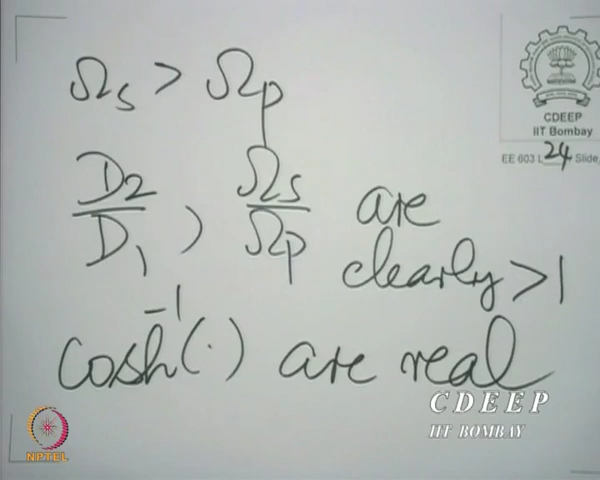 Ωs > Ωp
CDEEP
IIT Bombay
EE 603 L 24 Slide
D2/D1, Ωs/Ωp are
clearly >1
cosh⁻¹(·) are real
CDEEP
IIT BOMBAY
NPTEL